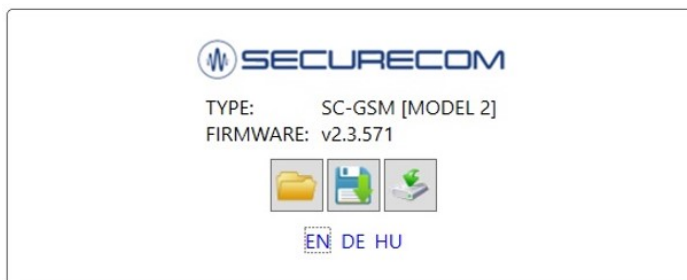 SECURECOM
TYPE: SC-GSM [MODEL 2]
FIRMWARE: v2.3.571
EN DE HU